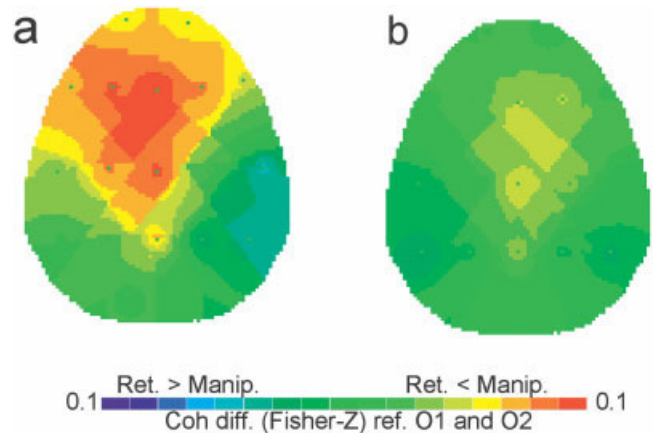 a b
Ret. > Manip. Ret. < Manip.
0.1 0.1
Coh diff. (Fisher-Z) ref. O1 and O2